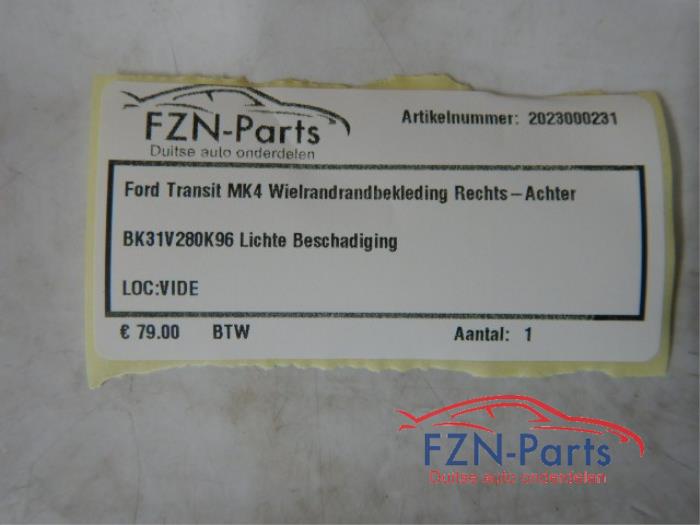 FZN-Parts
Duitse auto onderdelen
Artikelnummer: 2023000231
Ford Transit MK4 Wielrandrandbekleding Rechts-Achter
BK31V280K96 Lichte Beschadiging
LOC:VIDE
€ 79.00 BTW Aantal: 1
FZN-Parts
Duitse auto onderdelen